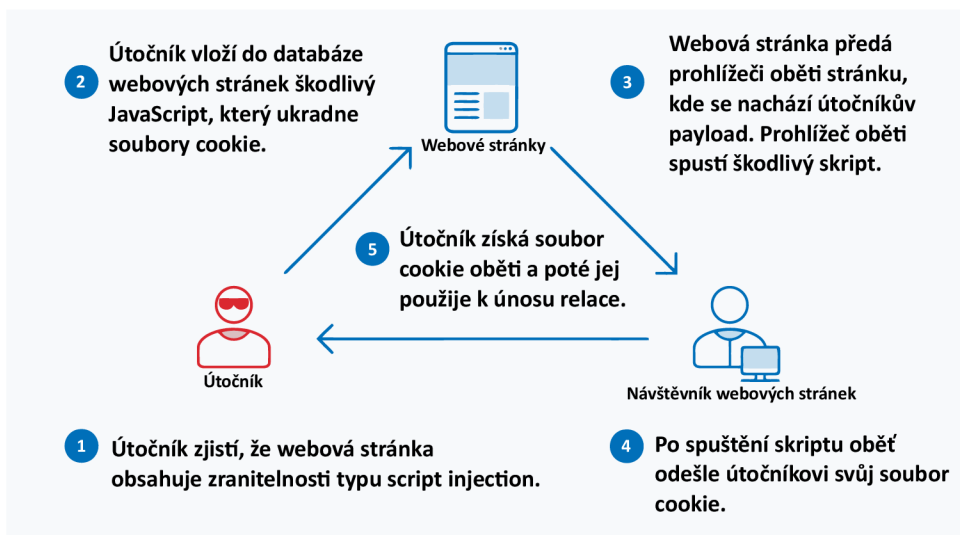 2
Útočník vloží do databáze
webových stránek škodlivý
JavaScript, který ukradne
soubory cookie.
Webové stránky
3
Webová stránka předá
prohlížeči oběti stránku,
kde se nachází útočníkův
payload. Prohlížeč oběti
spustí škodlivý skript.
5
Útočník získá soubor
cookie oběti a poté jej
použije k únosu relace.
Útočník
Návštěvník webových stránek
1
Útočník zjistí, že webová stránka
obsahuje zranitelnosti typu script injection.
4
Po spuštění skriptu oběť
odešle útočníkovi svůj soubor
cookie.